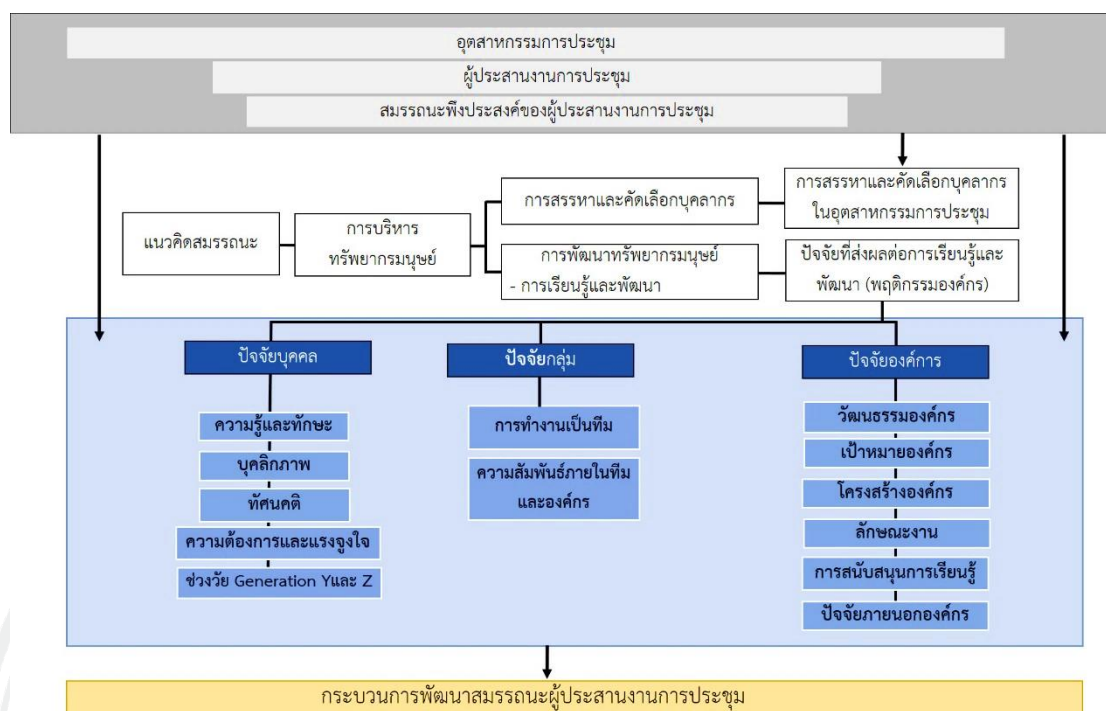 อุตสาหกรรมการประชุม
ผู้ประสานงานการประชุม
สมรรถนะพึงประสงค์ของผู้ประสานงานการประชุม
แนวคิดสมรรถนะ
การบริหาร
ทรัพยากรมนุษย์
การสรรหาและคัดเลือกบุคลากร
การสรรหาและคัดเลือกบุคลากร
ในอุตสาหกรรมการประชุม
การพัฒนาทรัพยากรมนุษย์
- การเรียนรู้และพัฒนา
ปัจจัยที่ส่งผลต่อการเรียนรู้และ
พัฒนา (พฤติกรรมองค์กร)
ปัจจัยบุคคล
ความรู้และทักษะ
บุคลิกภาพ
ทัศนคติ
ความต้องการและแรงจูงใจ
ช่วงวัย Generation Yและ Z
ปัจจัยกลุ่ม
การทำงานเป็นทีม
ความสัมพันธ์ภายในทีม
และองค์กร
ปัจจัยองค์การ
วัฒนธรรมองค์กร
เป้าหมายองค์กร
โครงสร้างองค์กร
ลักษณะงาน
การสนับสนุนการเรียนรู้
ปัจจัยภายนอกองค์กร
กระบวนการพัฒนาสมรรถนะผู้ประสานงานการประชุม